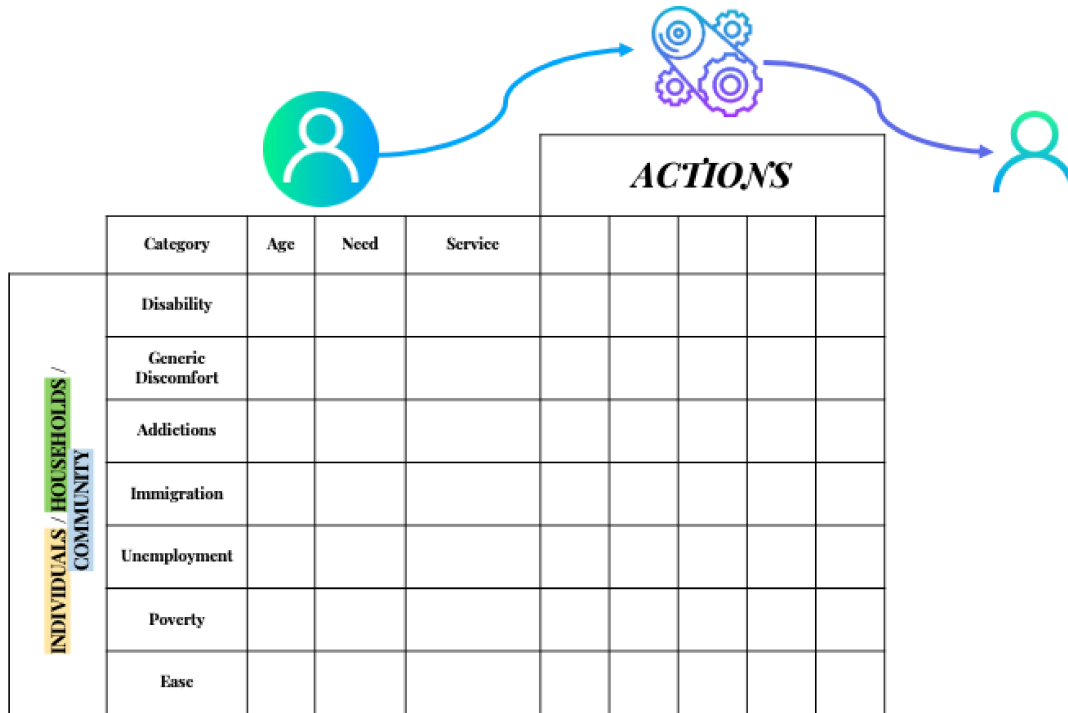 ACTIONS
Category Age Need Service
Disability
Generic
Discomfort
Addictions
Immigration
Unemployment
Poverty
Ease
INDIVIDUALS / HOUSEHOLDS /
COMMUNITY